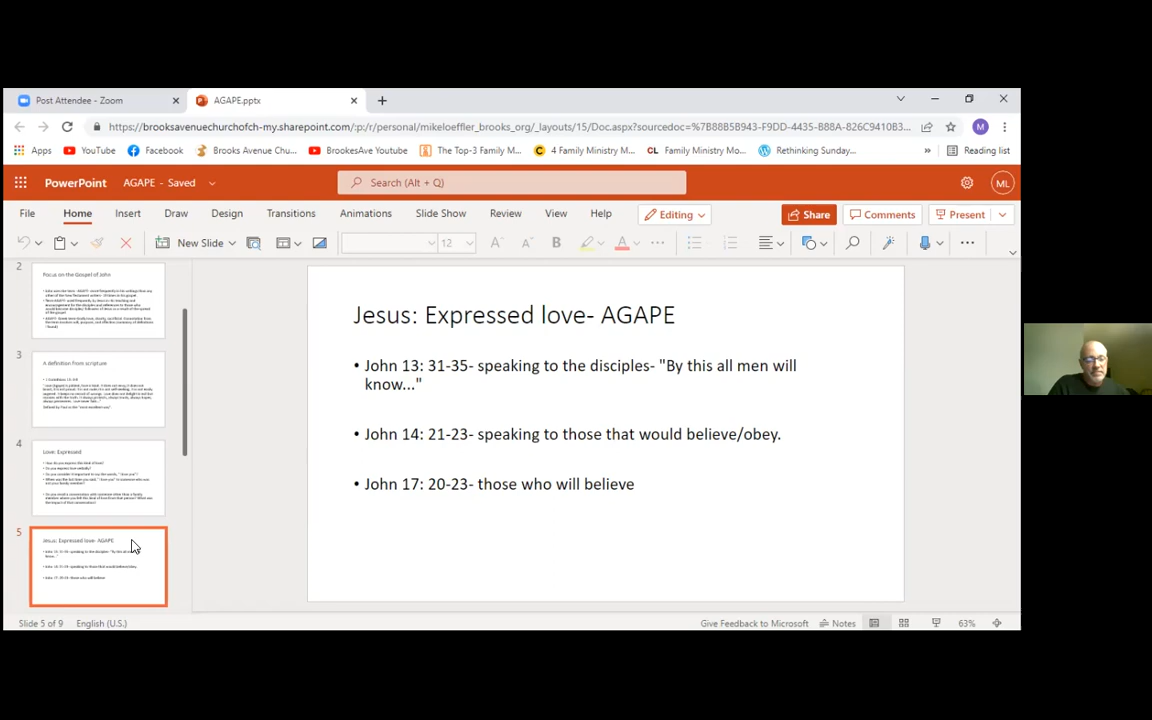 Post Attendee - Zoom
AGAPE.pptx
https://brooksavenuechurchofch-my.sharepoint.com/:p:/r/personal/mikeloeffler_brooks_org/_layouts/15/Doc.aspx?sourcedoc=%7B88B5B943-F9DD-4435-B88A-826C9410B3...
M
Apps YouTube Facebook Brooks Avenue Chu... BrookesAve Youtube The Top-3 Family M... 4 Family Ministry M... CL Family Ministry Mo... Rethinking Sunday... » Reading list
PowerPoint AGAPE - Saved Search (Alt + Q) ML
File Home Insert Draw Design Transitions Animations Slide Show Review View Help Editing Share Comments Present
New Slide 12 B A
2
Focus on the Gospel of John
3
A definition from scripture
4
Love: Expressed
5
Jesus: Expressed love- AGAPE
Jesus: Expressed love- AGAPE
• John 13: 31-35- speaking to the disciples- "By this all men will
know..."
• John 14: 21-23- speaking to those that would believe/obey.
• John 17: 20-23- those who will believe
Slide 5 of 9 English (U.S.) Give Feedback to Microsoft Notes 63%